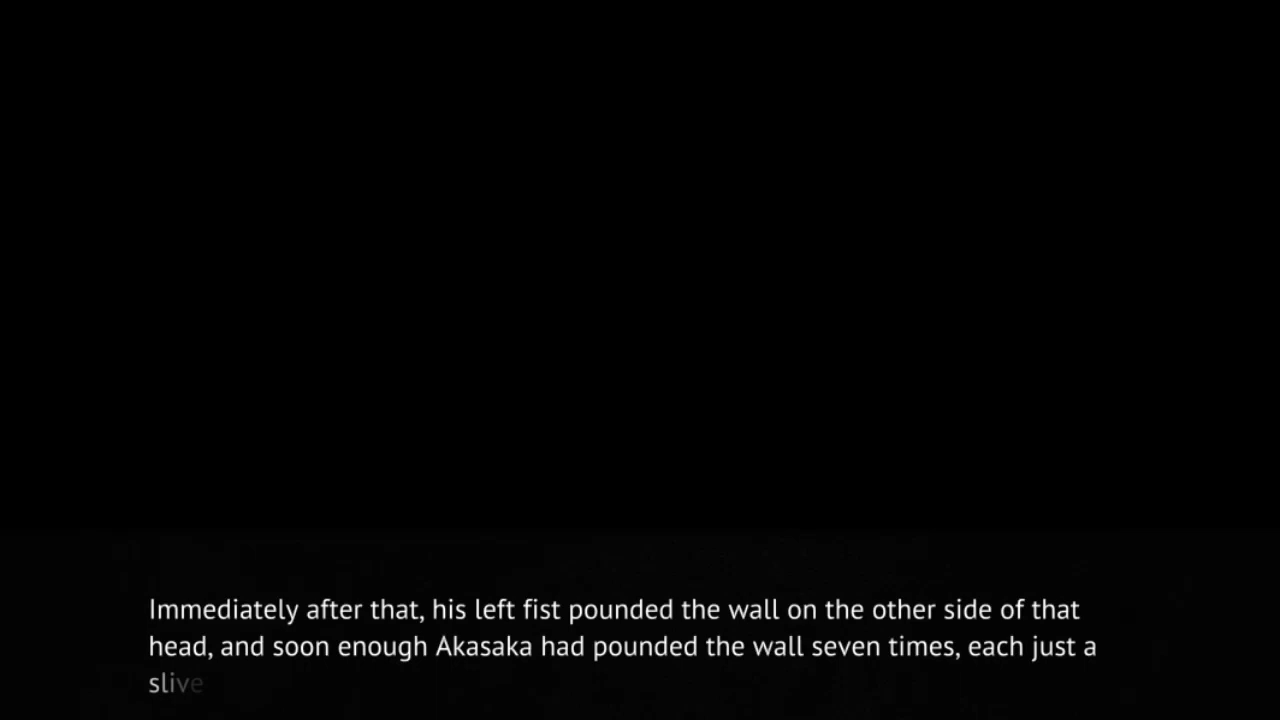 Immediately after that, his left fist pounded the wall on the other side of that
head, and soon enough Akasaka had pounded the wall seven times, each just a
slive